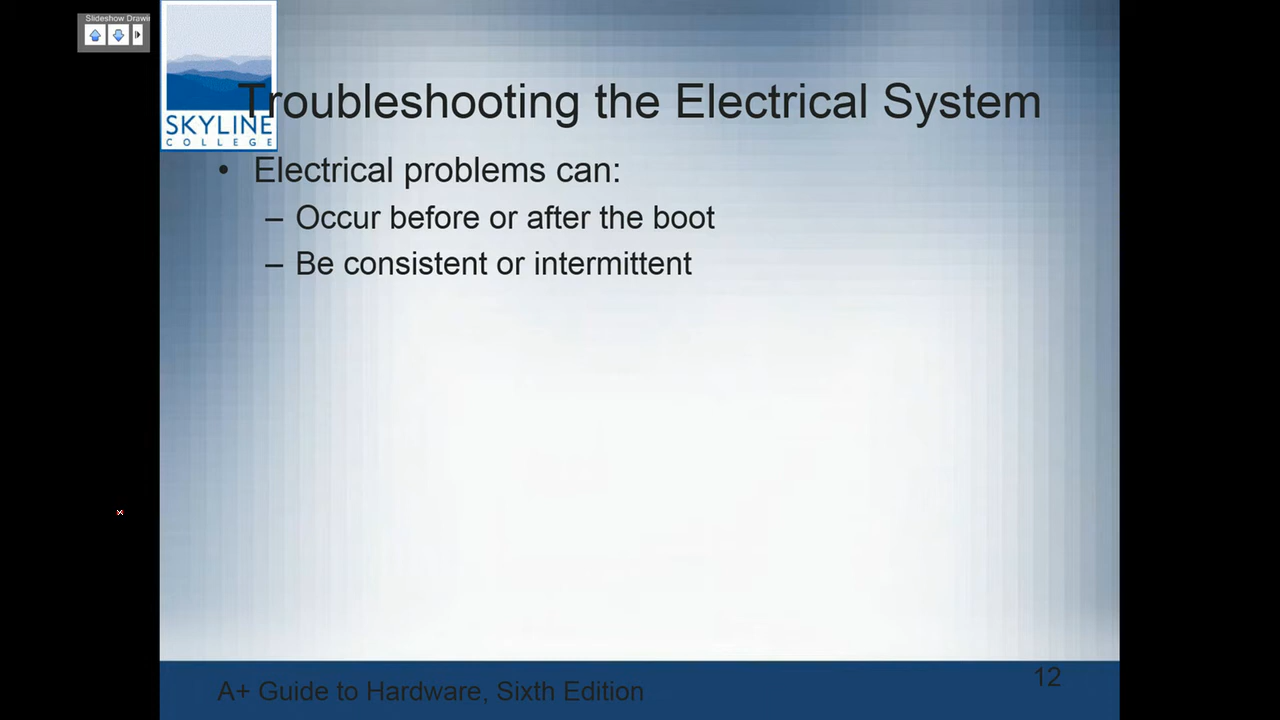 Slideshow Drawi
SKYLINE
COLLEGE
Troubleshooting the Electrical System
• Electrical problems can:
– Occur before or after the boot
– Be consistent or intermittent
A+ Guide to Hardware, Sixth Edition
12